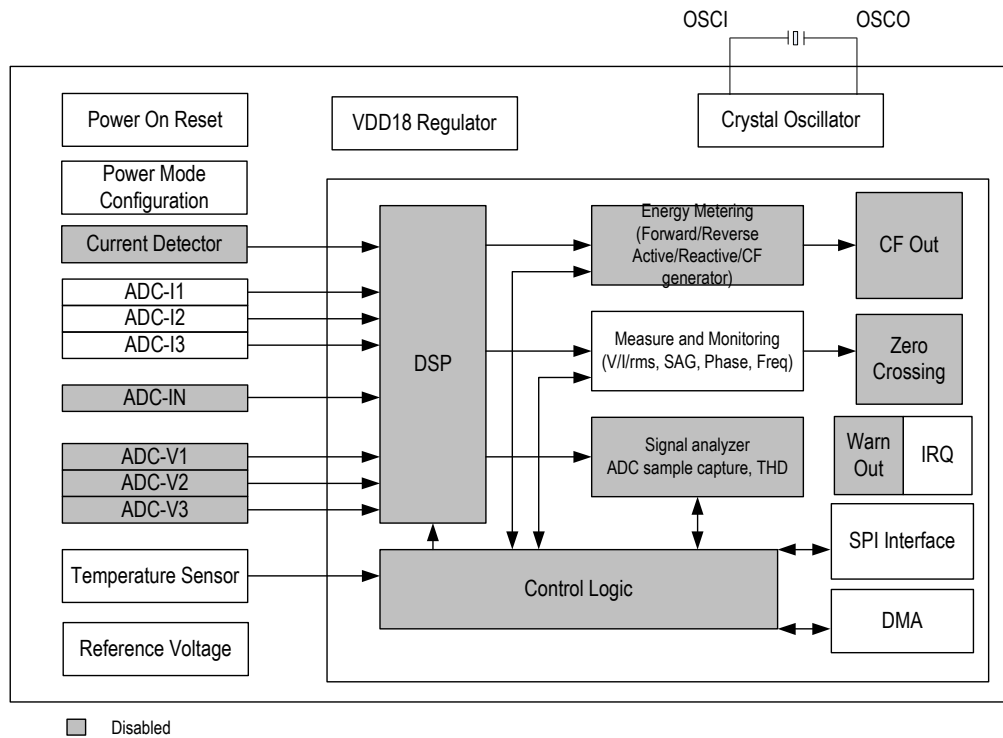 OSCI
OSCO
Power On Reset
VDD18 Regulator
Crystal Oscillator
Power Mode
Configuration
Current Detector
ADC-I1
ADC-I2
ADC-I3
ADC-IN
ADC-V1
ADC-V2
ADC-V3
Temperature Sensor
Reference Voltage
DSP
Energy Metering
(Forward/Reverse
Active/Reactive/CF
generator)
CF Out
Measure and Monitoring
(V/I/rms, SAG, Phase, Freq)
Zero
Crossing
Signal analyzer
ADC sample capture, THD
Warn
Out
IRQ
Control Logic
SPI Interface
DMA
Disabled